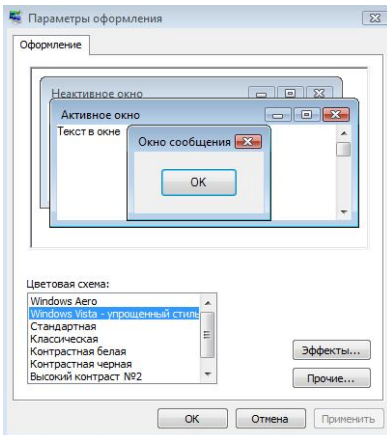 Параметры оформления
Оформление
Неактивное окно
Активное окно
Текст в окне
Окно сообщения
OK
Цветовая схема:
Windows Aero
Windows Vista - упрощенный стиль
Стандартная
Классическая
Контрастная белая
Контрастная черная
Высокий контраст №2
Эффекты...
Прочие...
OK
Отмена
Применить